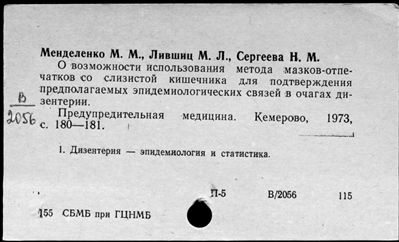 Менделенко М. М., Лившиц М. Л., Сергеева Н. М.
О возможности использования метода мазков-отпе-
чатков со слизистой кишечника для подтверждения
предполагаемых эпидемиологических связей в очагах ди-
зентерии.
В
2056
Предупредительная медицина. Кемерово, 1973,
с. 180—181.
1. Дизентерия — эпидемиология и статистика.
П-5 В/2056 115
155 СБМБ при ГЦНМБ